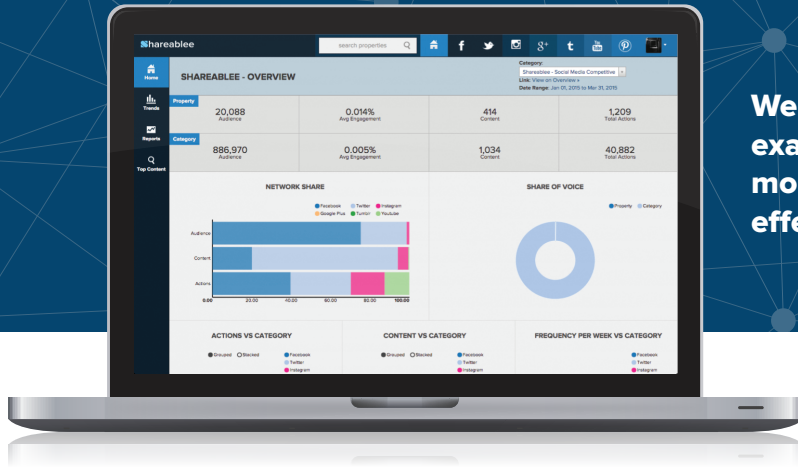 Shareablee
search properties
f
g+
t
You
Tube
Home
Trends
Reports
Top Content
SHAREABLEE - OVERVIEW
Category:
Shareablee - Social Media Competitive
Link: View on Overview »
Date Range: Jan 01, 2015 to Mar 31, 2015
Property
20,088
Audience
0.014%
Avg Engagement
414
Content
1,209
Total Actions
Category
886,970
Audience
0.005%
Avg Engagement
1,034
Content
40,882
Total Actions
NETWORK SHARE
Facebook Twitter Instagram
Google Plus Tumblr Youtube
Audience
Content
Actions
0.00 20.00 40.00 60.00 80.00 100.00
SHARE OF VOICE
Property Category
ACTIONS VS CATEGORY
Grouped Stacked
Facebook
Twitter
Instagram
CONTENT VS CATEGORY
Grouped Stacked
Facebook
Twitter
Instagram
FREQUENCY PER WEEK VS CATEGORY
Facebook
Twitter
Instagram
We
exa
mo
effe